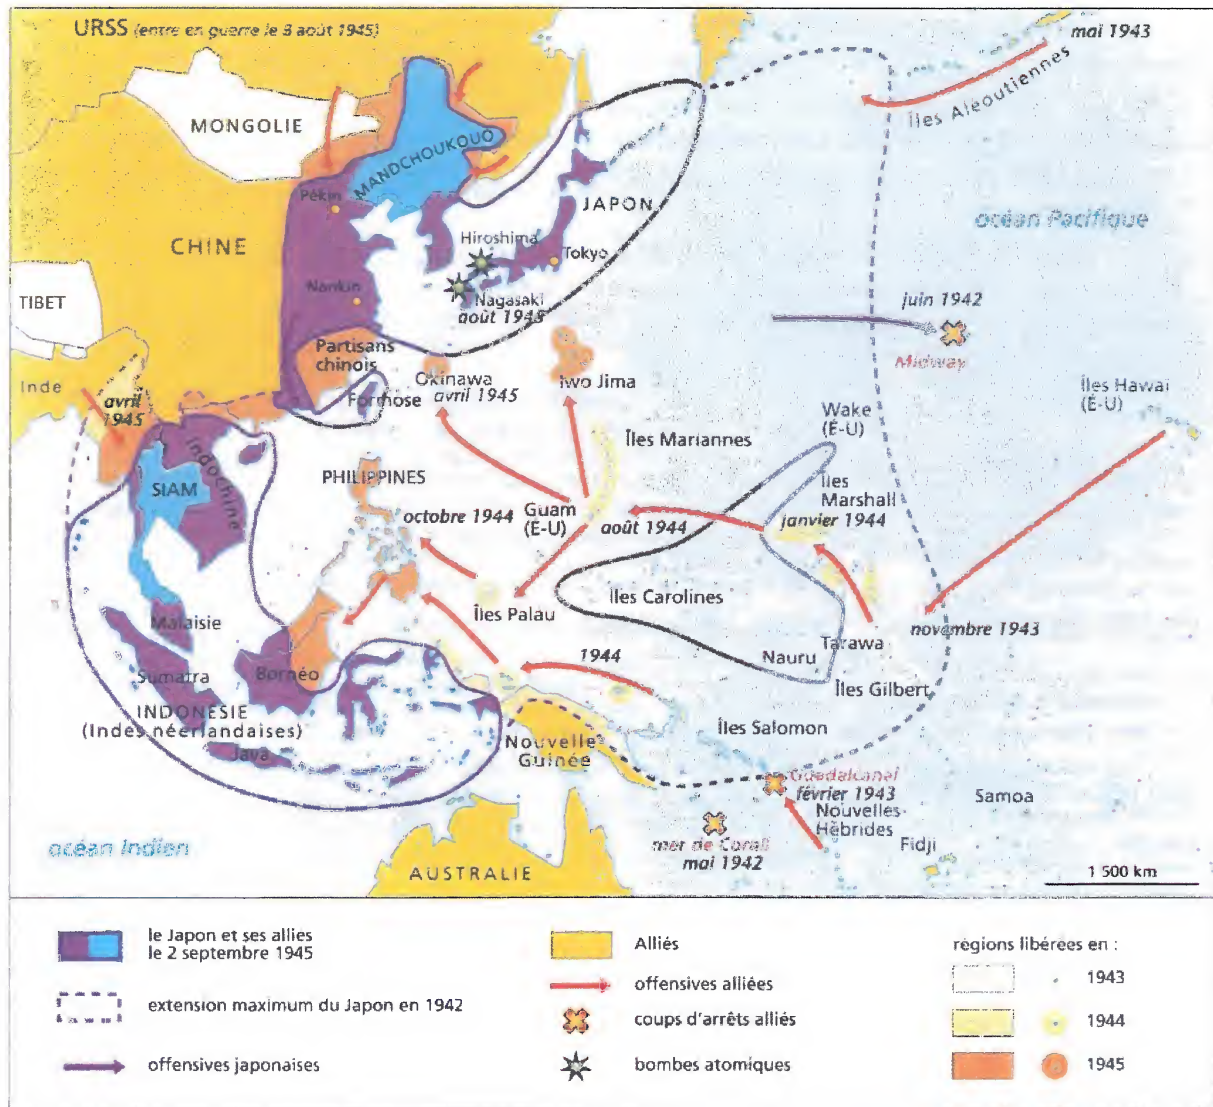 URSS (entre en guerre le 8 août 1945)
mai 1943
Îles Aléoutiennes
MONGOLIE
MANDCHOUKOUO
Pékin
JAPON
océan Pacifique
CHINE
Hiroshima
Tokyo
Nankin
Nagasaki
août 1945
juin 1942
TIBET
Midway
Partisans
chinois
Inde
Okinawa
avril 1945
Iwo Jima
Îles Hawaï
(É-U)
avril
1945
Formose
Wake
(É-U)
Îles Mariannes
Indochine
PHILIPPINES
Îles
Marshall
SIAM
octobre 1944
Guam
(É-U)
août 1944
janvier 1944
Îles Palau
Îles Carolines
Malaisie
novembre 1943
Tarawa
1944
Nauru
Sumatra
Bornéo
Îles Gilbert
INDONÉSIE
(Indes néerlandaises)
Îles Salomon
Java
Nouvelle
Guinée
Guadalcanal
février 1943
Samoa
Nouvelles-
Hébrides
mer de Corail
mai 1942
Fidji
océan Indien
AUSTRALIE
1 500 km
le Japon et ses alliés
le 2 septembre 1945
Alliés
régions libérées en :
extension maximum du Japon en 1942
offensives alliées
1943
coups d'arrêts alliés
1944
offensives japonaises
bombes atomiques
1945